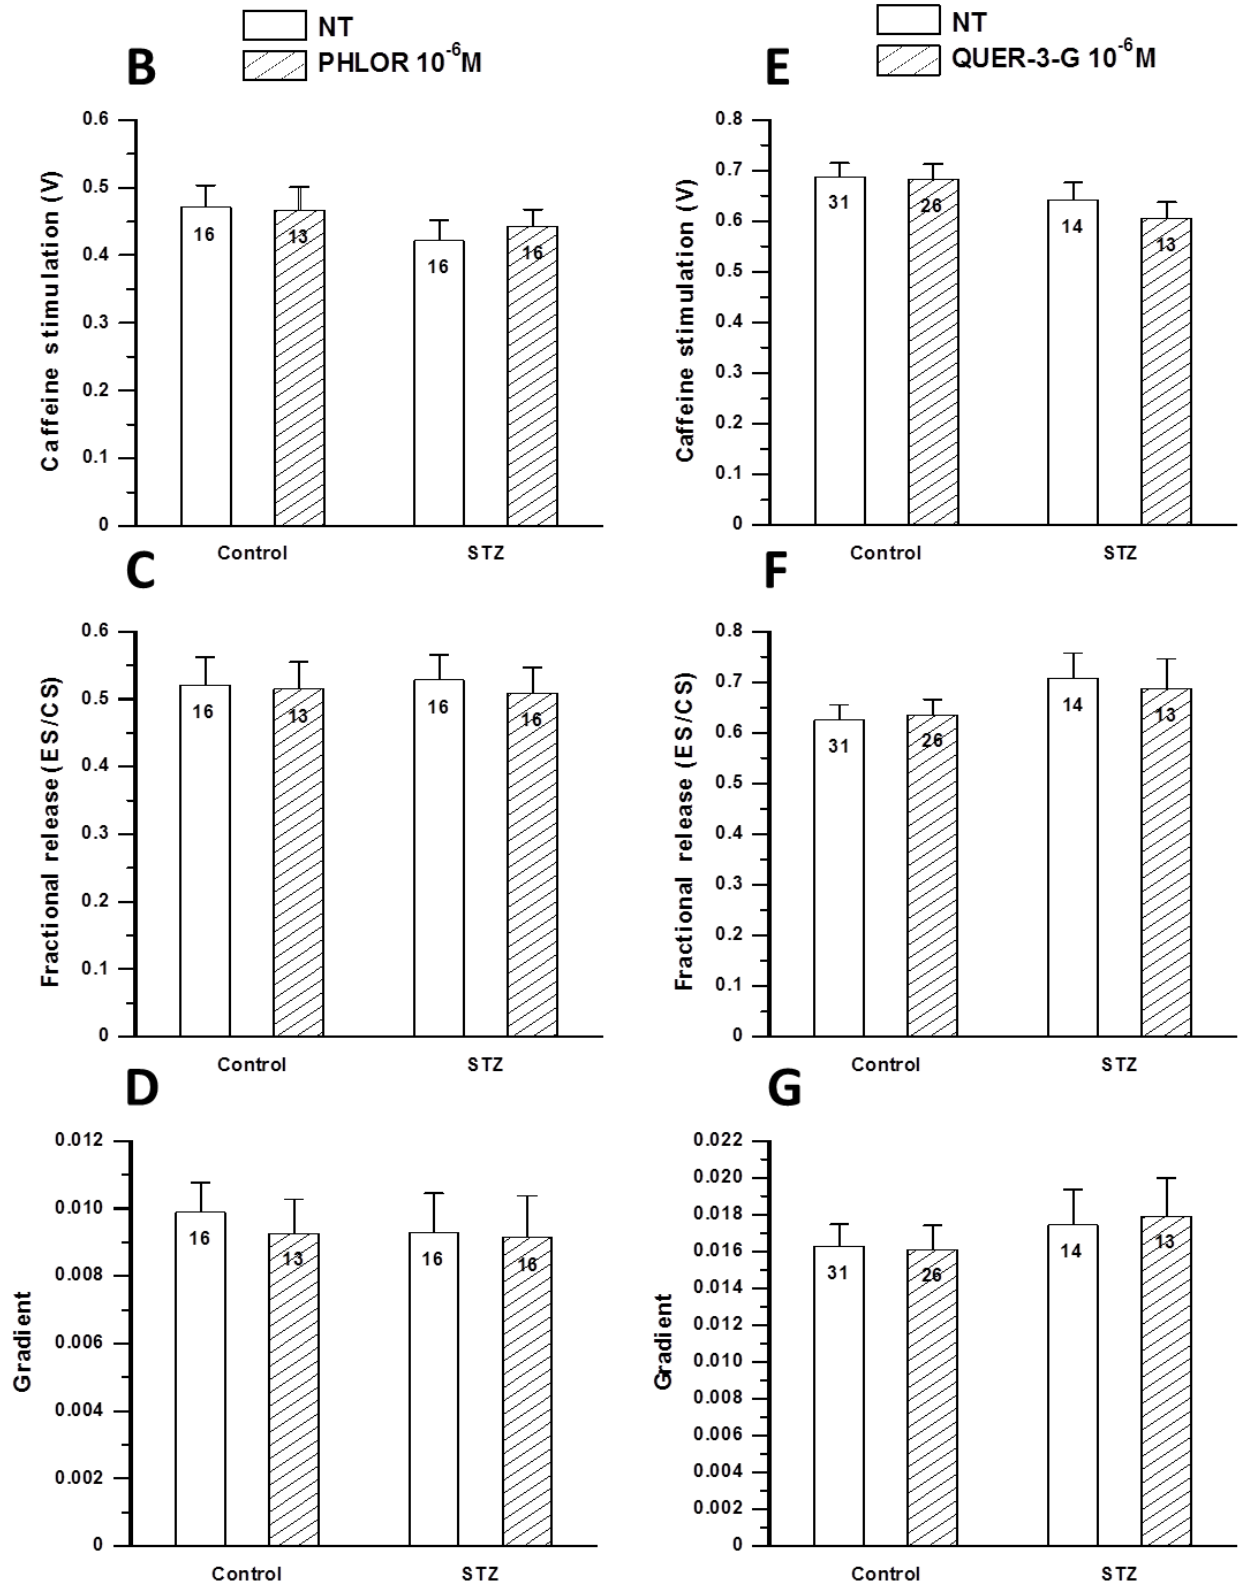 NT
PHLOR 10⁻⁶M
B
Caffeine stimulation (V)
0.6
0.5
0.4
0.3
0.2
0.1
0
16
13
16
16
Control
STZ
NT
QUER-3-G 10⁻⁶M
E
Caffeine stimulation (V)
0.8
0.7
0.6
0.5
0.4
0.3
0.2
0.1
0
31
26
14
13
Control
STZ
C
Fractional release (ES/CS)
0.6
0.5
0.4
0.3
0.2
0.1
0
16
13
16
16
Control
STZ
F
Fractional release (ES/CS)
0.8
0.7
0.6
0.5
0.4
0.3
0.2
0.1
0
31
26
14
13
Control
STZ
D
Gradient
0.012
0.010
0.008
0.006
0.004
0.002
0
16
13
16
16
Control
STZ
G
Gradient
0.022
0.020
0.018
0.016
0.014
0.012
0.010
0.008
0.006
0.004
0.002
0
31
26
14
13
Control
STZ